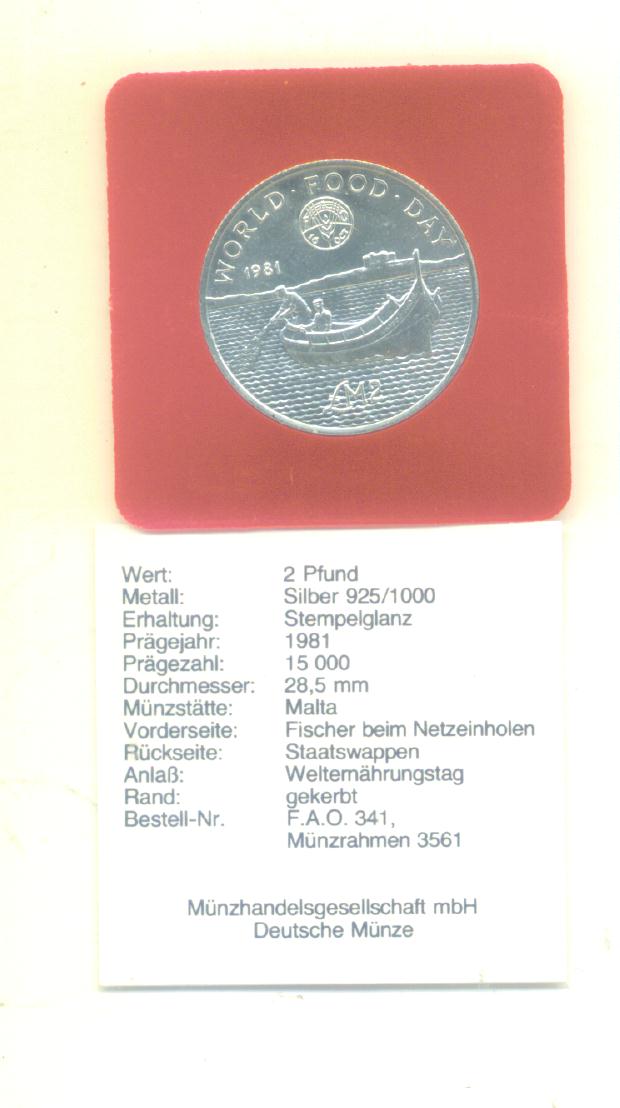 WORLD · FOOD · DAY
16 OCT
1981
£M2
Wert: 2 Pfund
Metall: Silber 925/1000
Erhaltung: Stempelglanz
Prägejahr: 1981
Prägezahl: 15 000
Durchmesser: 28,5 mm
Münzstätte: Malta
Vorderseite: Fischer beim Netzeinholen
Rückseite: Staatswappen
Anlaß: Welternährungstag
Rand: gekerbt
Bestell-Nr. F.A.O. 341,
Münzrahmen 3561
Münzhandelsgesellschaft mbH
Deutsche Münze